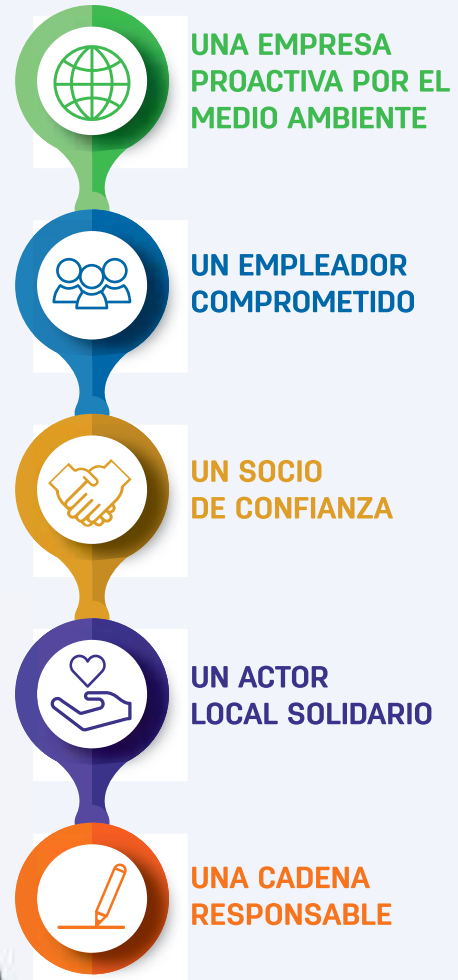 UNA EMPRESA
PROACTIVA POR EL
MEDIO AMBIENTE
UN EMPLEADOR
COMPROMETIDO
UN SOCIO
DE CONFIANZA
UN ACTOR
LOCAL SOLIDARIO
UNA CADENA
RESPONSABLE